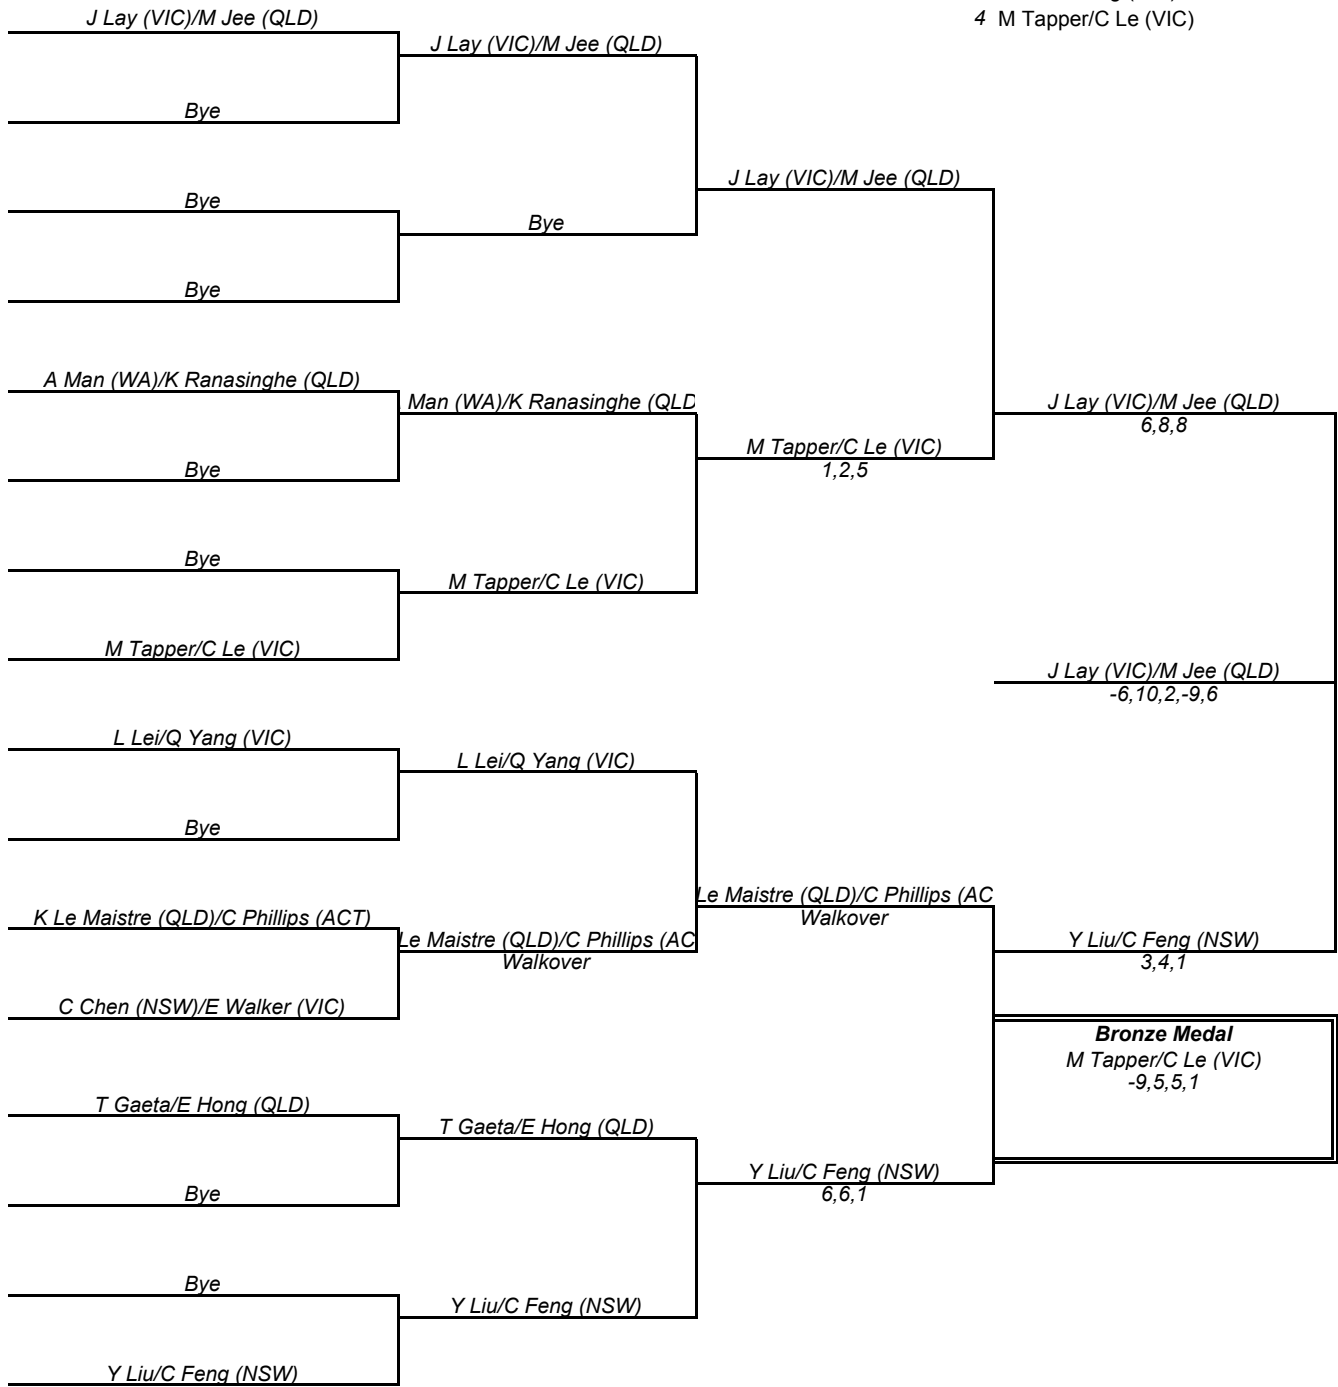 J Lay (VIC)/M Jee (QLD)
4 M Tapper/C Le (VIC)
J Lay (VIC)/M Jee (QLD)
Bye
Bye
J Lay (VIC)/M Jee (QLD)
Bye
Bye
A Man (WA)/K Ranasinghe (QLD)
Man (WA)/K Ranasinghe (QLD
J Lay (VIC)/M Jee (QLD)
6,8,8
M Tapper/C Le (VIC)
1,2,5
Bye
Bye
M Tapper/C Le (VIC)
M Tapper/C Le (VIC)
J Lay (VIC)/M Jee (QLD)
-6,10,2,-9,6
L Lei/Q Yang (VIC)
L Lei/Q Yang (VIC)
Bye
Le Maistre (QLD)/C Phillips (AC
Walkover
K Le Maistre (QLD)/C Phillips (ACT)
Le Maistre (QLD)/C Phillips (AC
Walkover
Y Liu/C Feng (NSW)
3,4,1
C Chen (NSW)/E Walker (VIC)
Bronze Medal
M Tapper/C Le (VIC)
-9,5,5,1
T Gaeta/E Hong (QLD)
T Gaeta/E Hong (QLD)
Y Liu/C Feng (NSW)
6,6,1
Bye
Bye
Y Liu/C Feng (NSW)
Y Liu/C Feng (NSW)